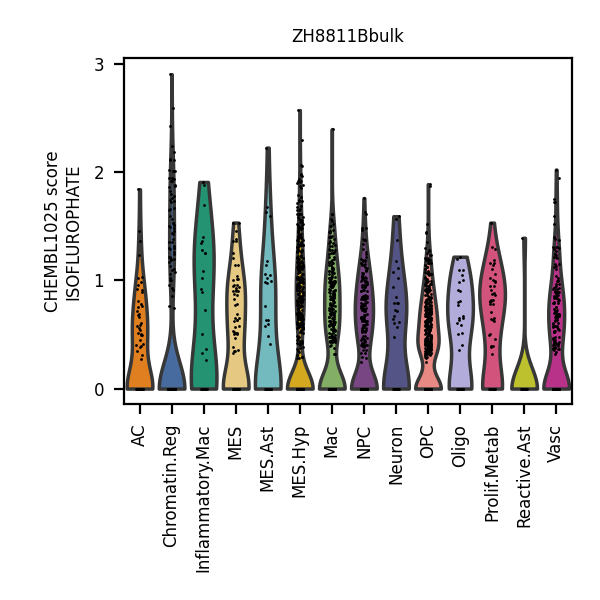 ZH8811Bbulk
CHEMBL1025 score
ISOFLUROPHATE
3
2
1
0
AC
Chromatin.Reg
Inflammatory.Mac
MES
MES.Ast
MES.Hyp
Mac
NPC
Neuron
OPC
Oligo
Prolif.Metab
Reactive.Ast
Vasc